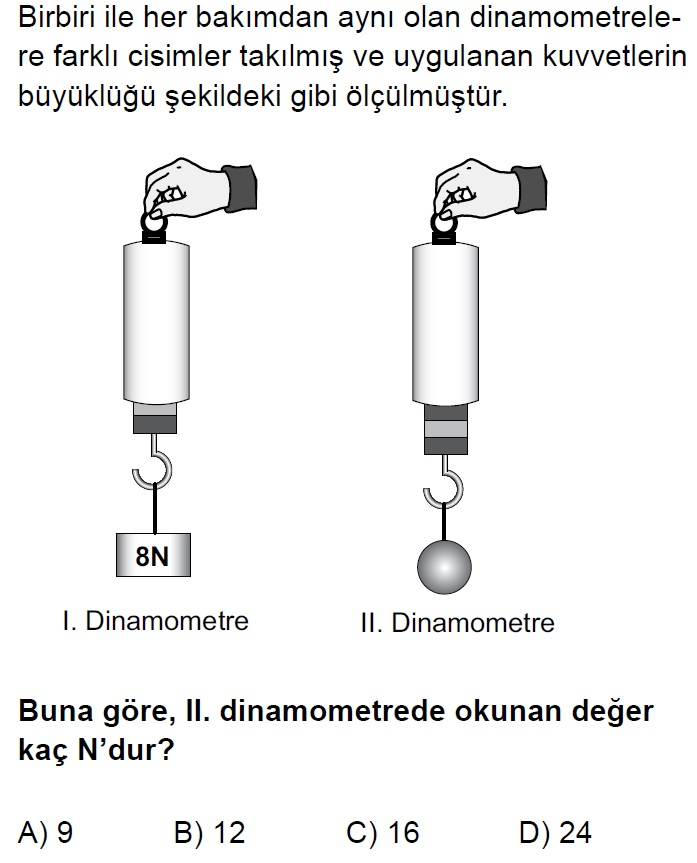 Birbiri ile her bakımdan aynı olan dinamometrele-
re farklı cisimler takılmış ve uygulanan kuvvetlerin
büyüklüğü şekildeki gibi ölçülmüştür.
8N
I. Dinamometre
II. Dinamometre
Buna göre, II. dinamometrede okunan değer
kaç N’dur?
A) 9 B) 12 C) 16 D) 24